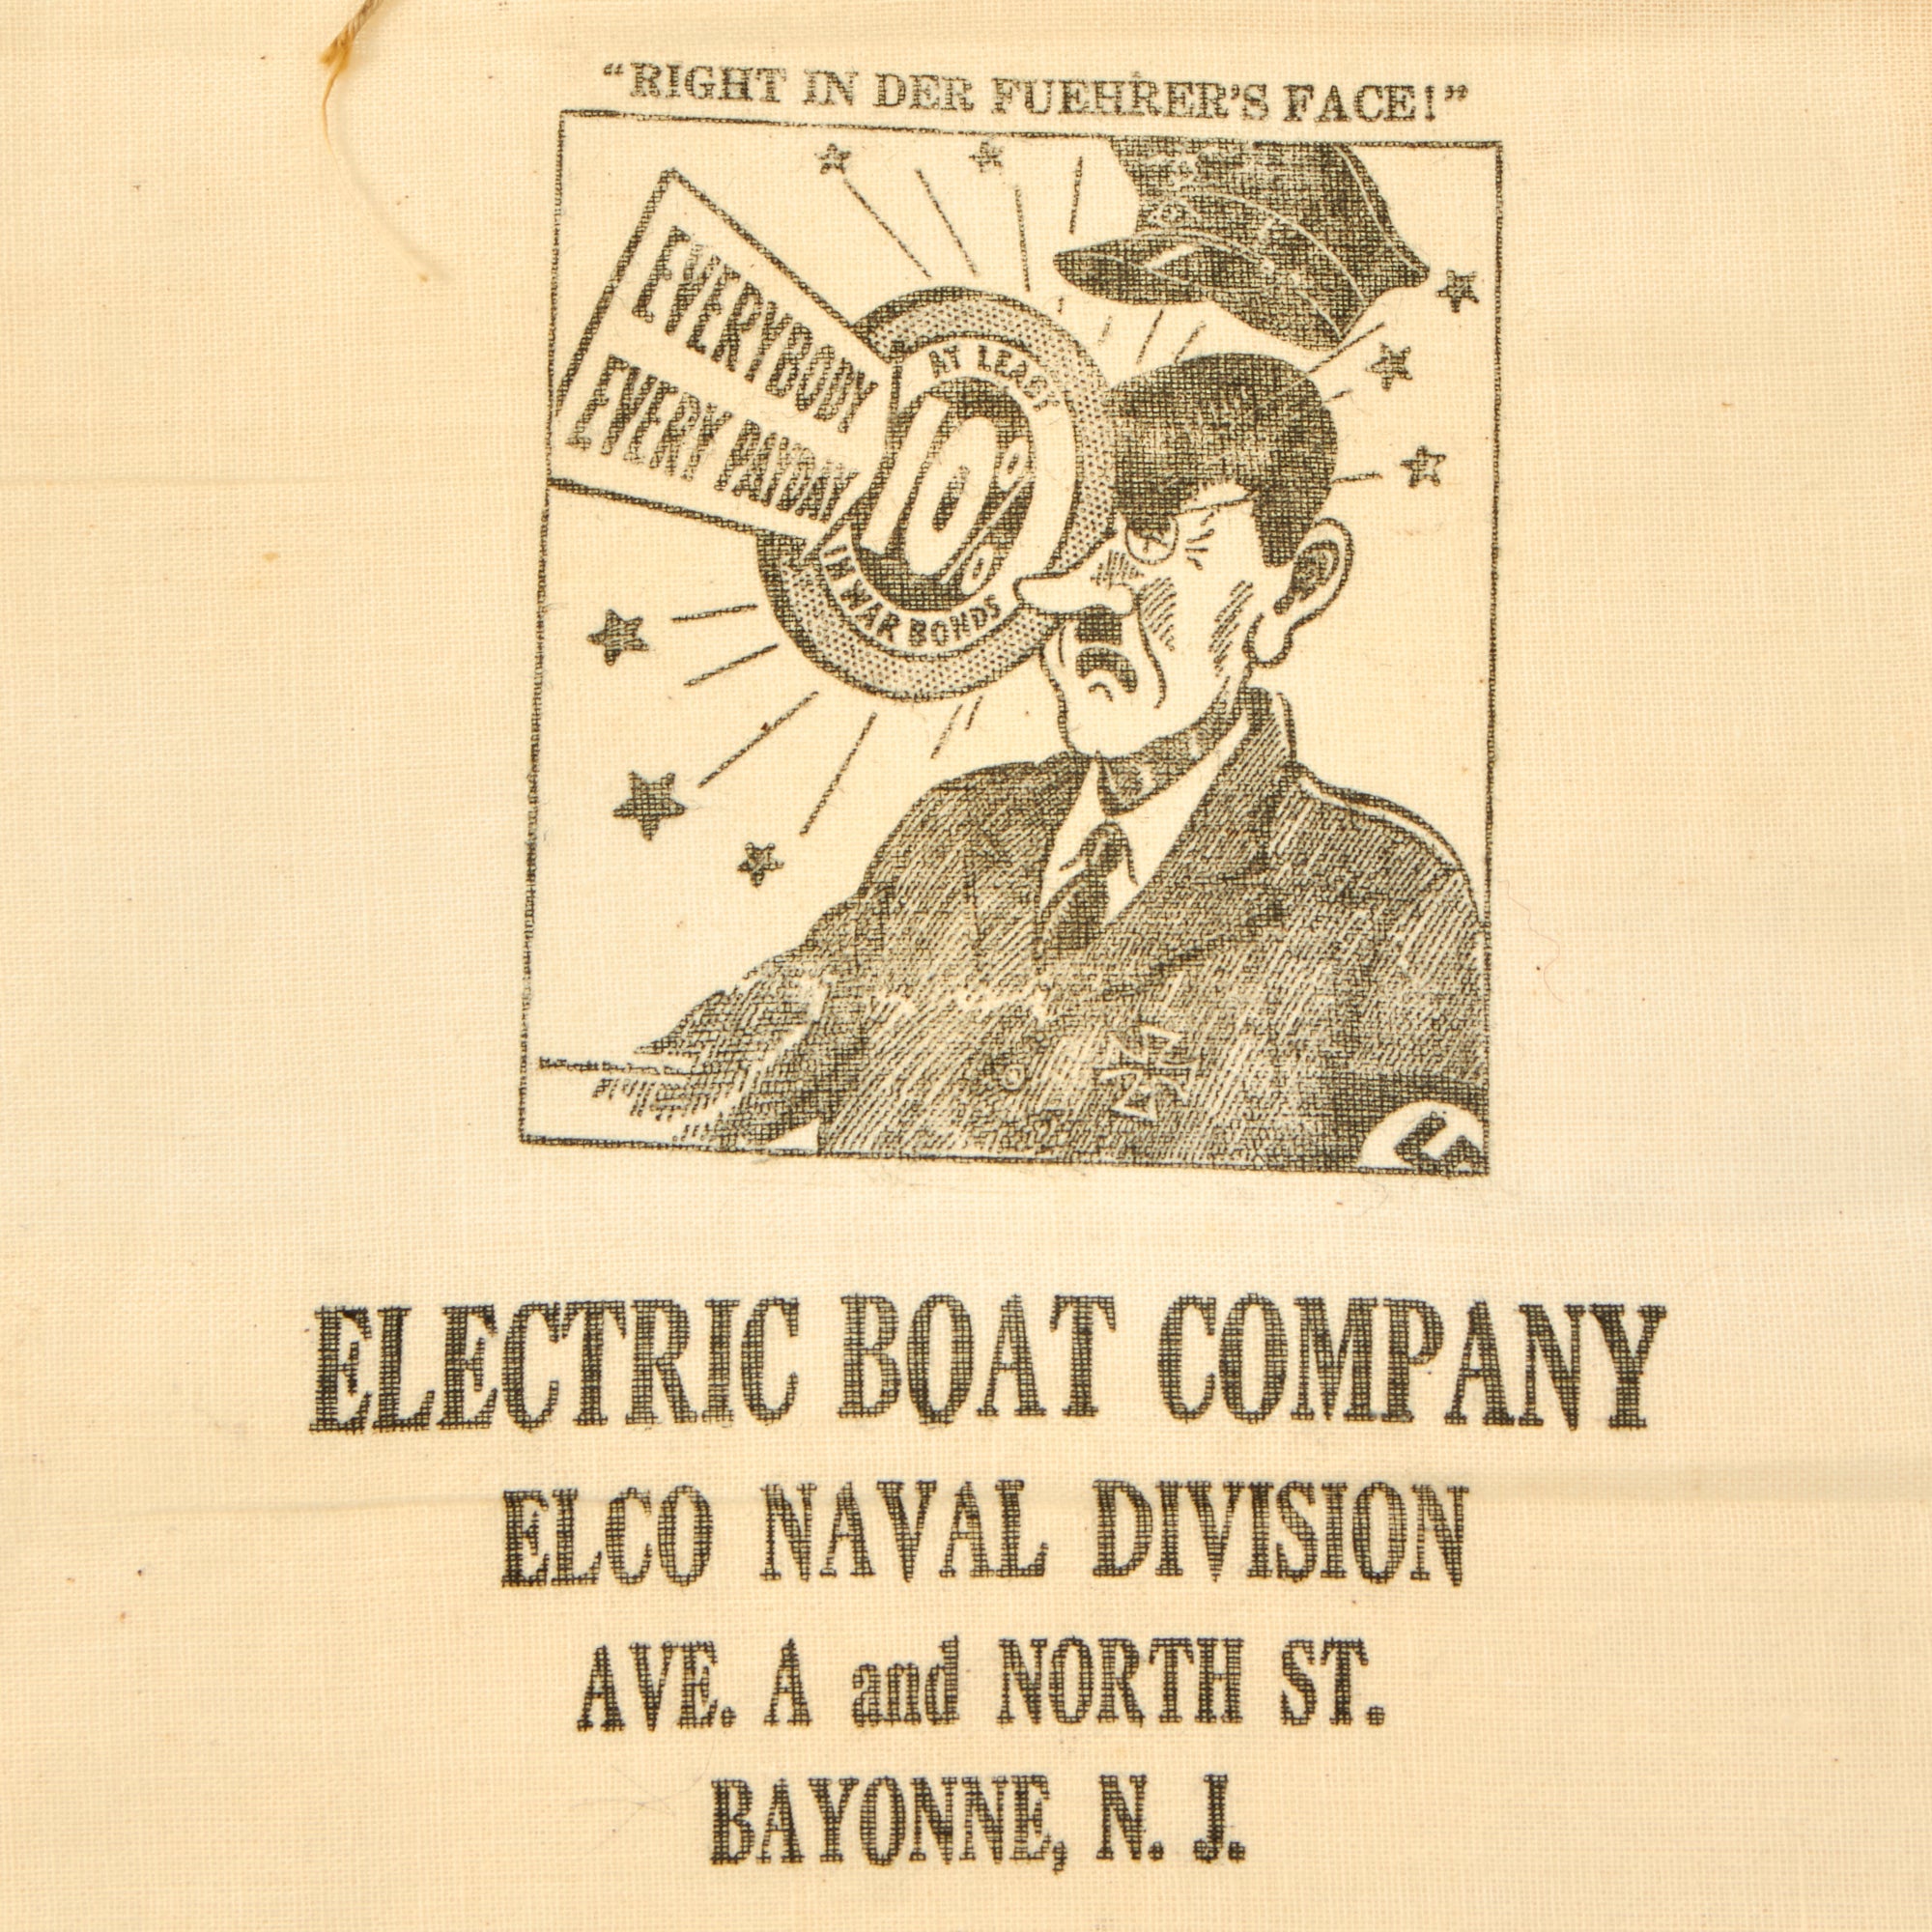 “RIGHT IN DER FUEHRER'S FACE!”
EVERYBODY
EVERY PAYDAY
AT LEAST
10%
IN WAR BONDS
ELECTRIC BOAT COMPANY
ELCO NAVAL DIVISION
AVE. A and NORTH ST.
BAYONNE, N. J.